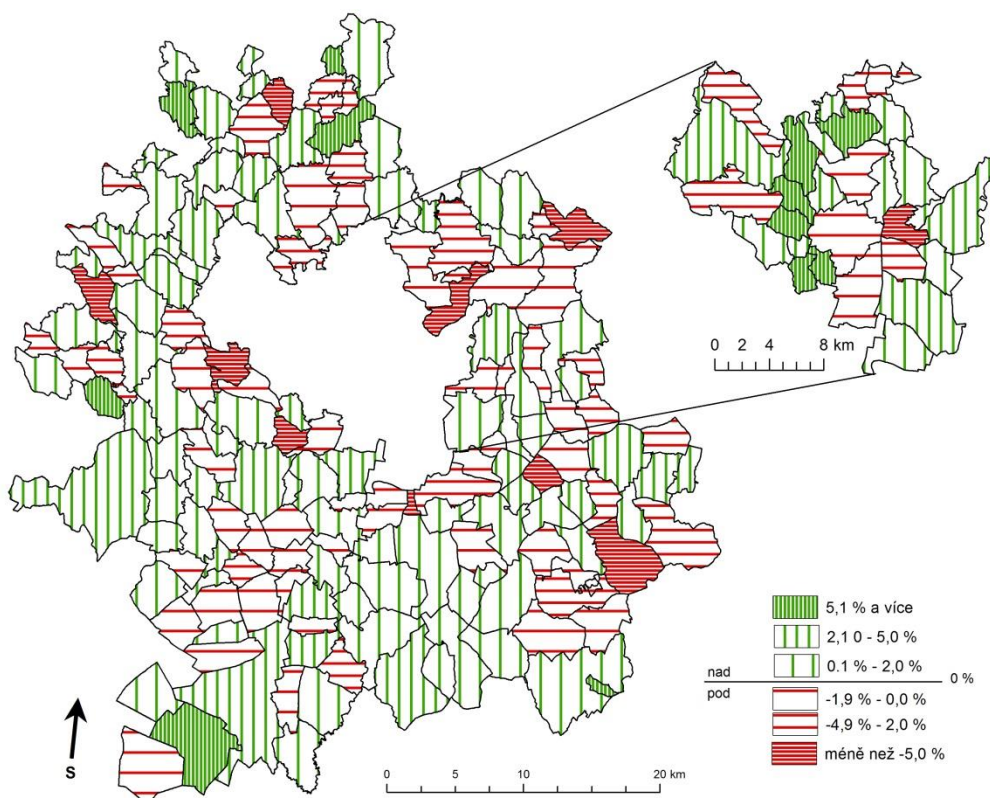 0 2 4 8 km
5,1 % a více
2,1 0 - 5,0 %
0.1 % - 2,0 %
nad
0 %
pod
-1,9 % - 0,0 %
-4,9 % - 2,0 %
méně než -5,0 %
S
0 5 10 20 km